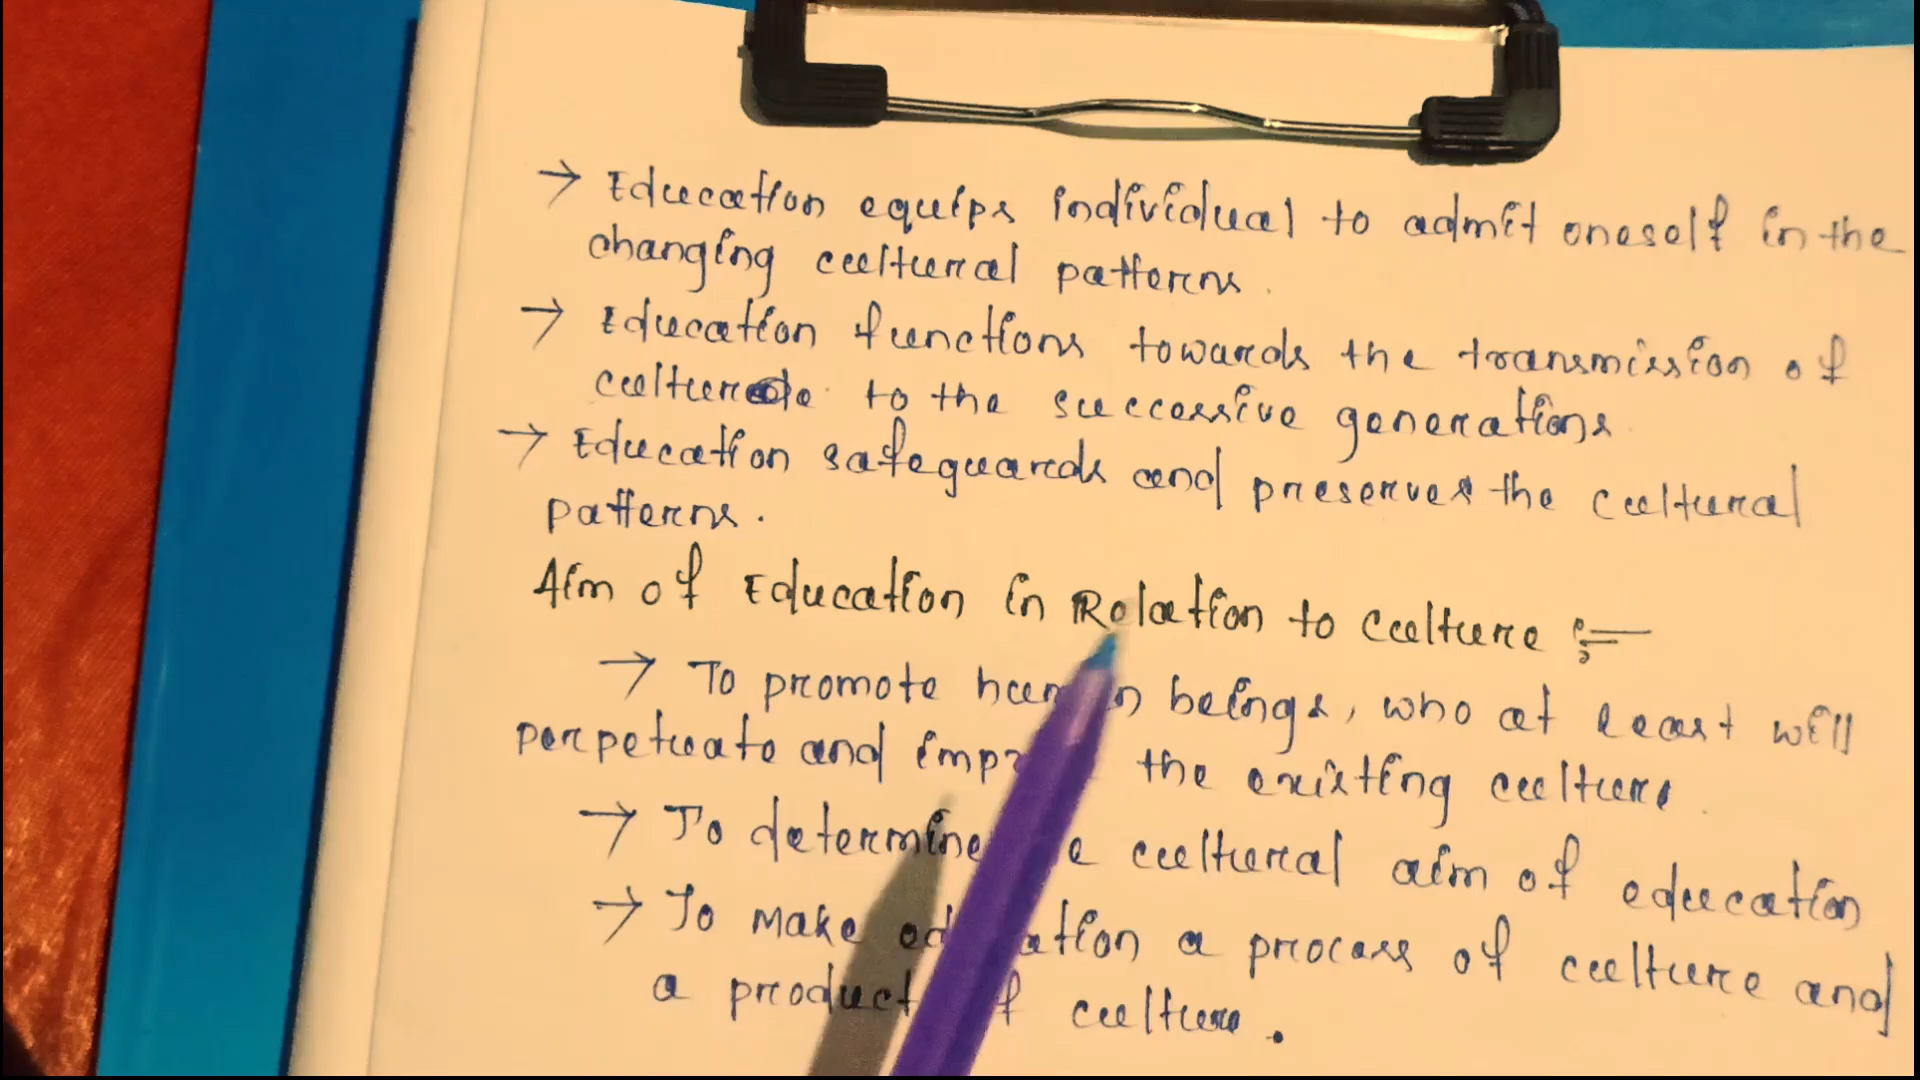 → Education equips individual to admit oneself in the
changing cultural patterns.
→ Education functions towards the transmission of
culture to the successive generations.
→ Education safeguards and preserves the cultural
patterns.
Aim of Education in Relation to culture :=
→ To promote human beings, who at least will
perpetuate and the existing culture.
→ To determine cultural aim of education
→ To make education a process of culture and
a product of culture.